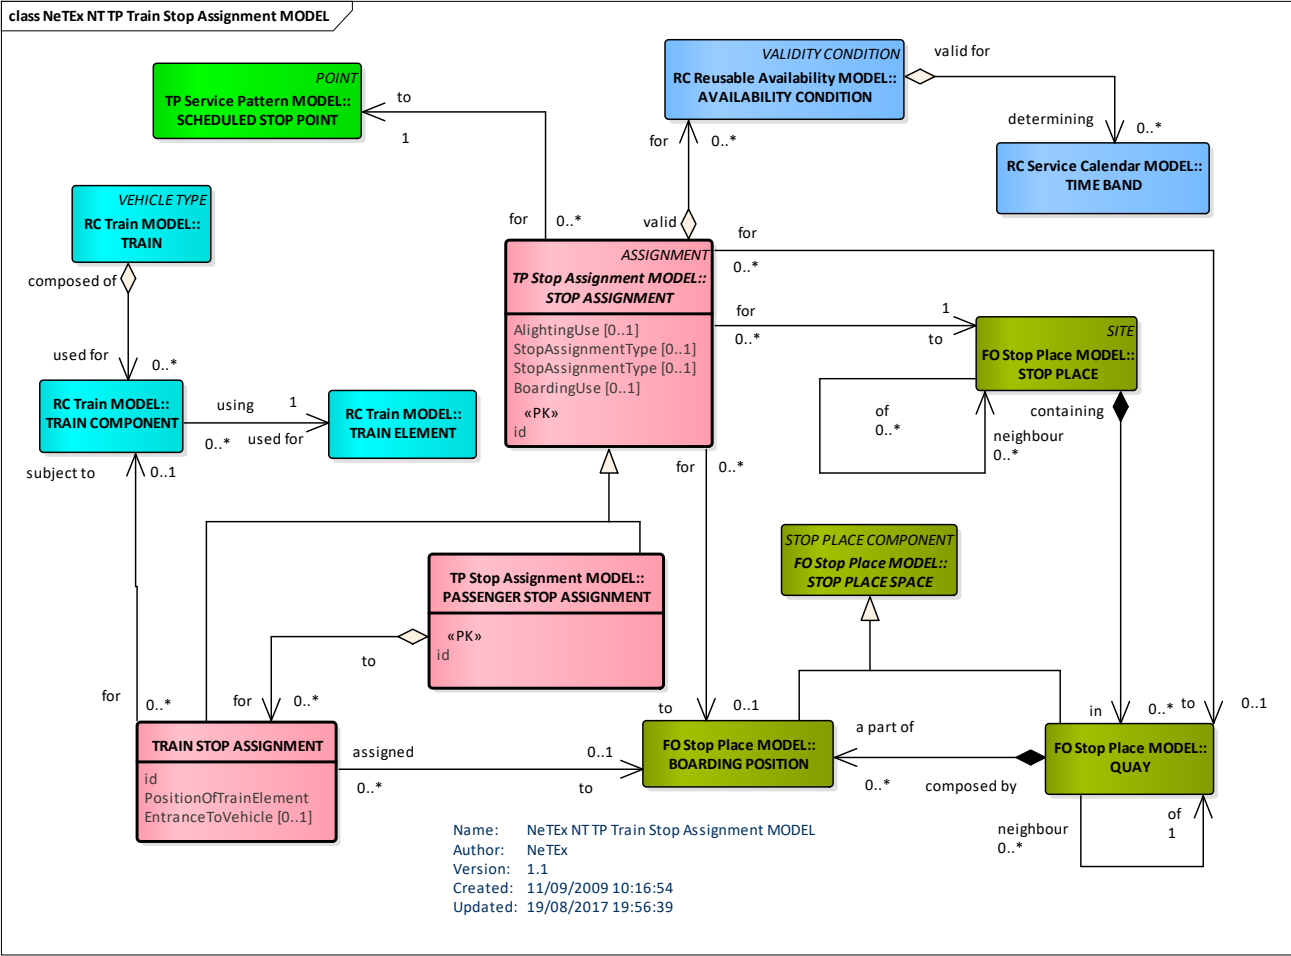 class NeTEx NT TP Train Stop Assignment MODEL
VALIDITY CONDITION
RC Reusable Availability MODEL::
AVAILABILITY CONDITION
valid for
determining
0..*
RC Service Calendar MODEL::
TIME BAND
POINT
TP Service Pattern MODEL::
SCHEDULED STOP POINT
to
1
for
0..*
for
0..*
valid
VEHICLE TYPE
RC Train MODEL::
TRAIN
composed of
used for
0..*
RC Train MODEL::
TRAIN COMPONENT
using
1
0..*
used for
RC Train MODEL::
TRAIN ELEMENT
subject to
0..1
ASSIGNMENT
TP Stop Assignment MODEL::
STOP ASSIGNMENT
AlightingUse [0..1]
StopAssignmentType [0..1]
StopAssignmentType [0..1]
BoardingUse [0..1]
«PK»
id
for
0..*
for
0..*
1
to
SITE
FO Stop Place MODEL::
STOP PLACE
of
0..*
neighbour
0..*
containing
for
0..*
STOP PLACE COMPONENT
FO Stop Place MODEL::
STOP PLACE SPACE
TP Stop Assignment MODEL::
PASSENGER STOP ASSIGNMENT
«PK»
id
to
for
0..*
for
0..*
to
0..1
in
0..*
to
0..1
TRAIN STOP ASSIGNMENT
id
PositionOfTrainElement
EntranceToVehicle [0..1]
assigned
0..*
0..1
to
FO Stop Place MODEL::
BOARDING POSITION
a part of
0..*
composed by
FO Stop Place MODEL::
QUAY
neighbour
0..*
of
1
Name: NeTEx NT TP Train Stop Assignment MODEL
Author: NeTEx
Version: 1.1
Created: 11/09/2009 10:16:54
Updated: 19/08/2017 19:56:39